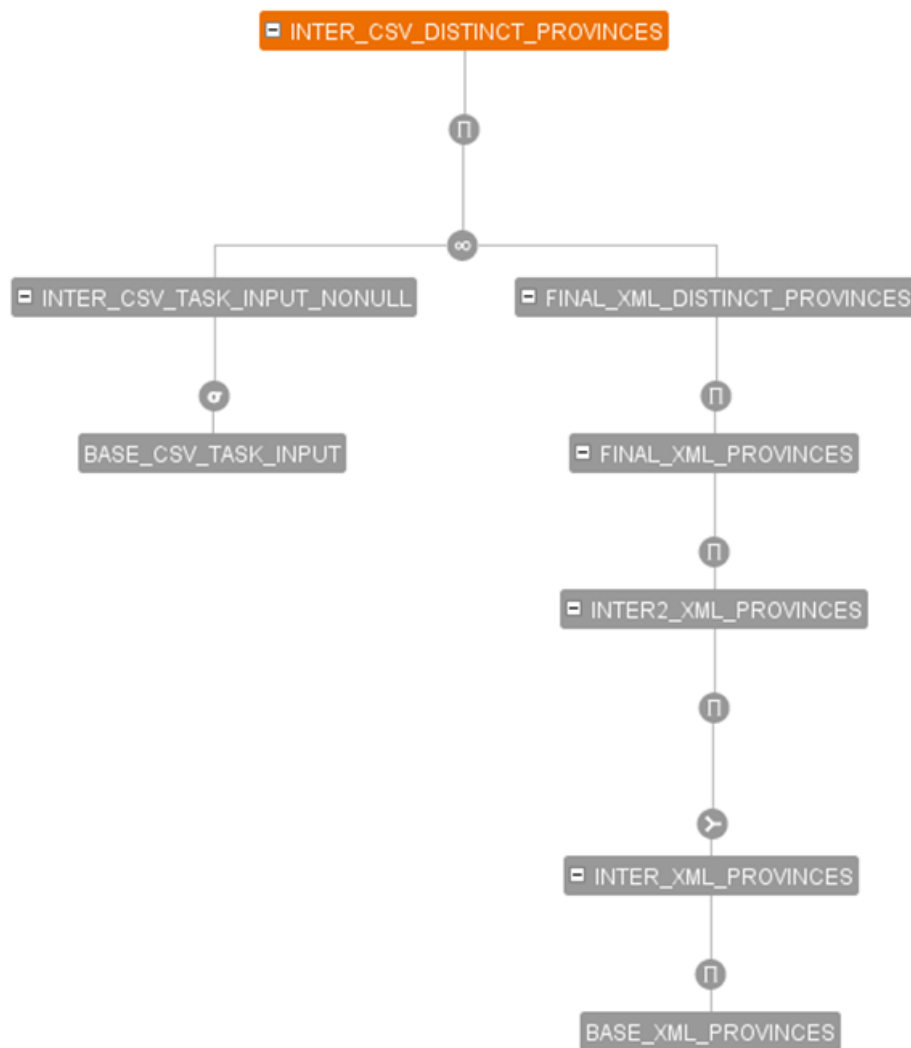 INTER_CSV_DISTINCT_PROVINCES
∏
∞
INTER_CSV_TASK_INPUT_NONULL
FINAL_XML_DISTINCT_PROVINCES
σ
∏
BASE_CSV_TASK_INPUT
FINAL_XML_PROVINCES
∏
INTER2_XML_PROVINCES
∏
INTER_XML_PROVINCES
∏
BASE_XML_PROVINCES